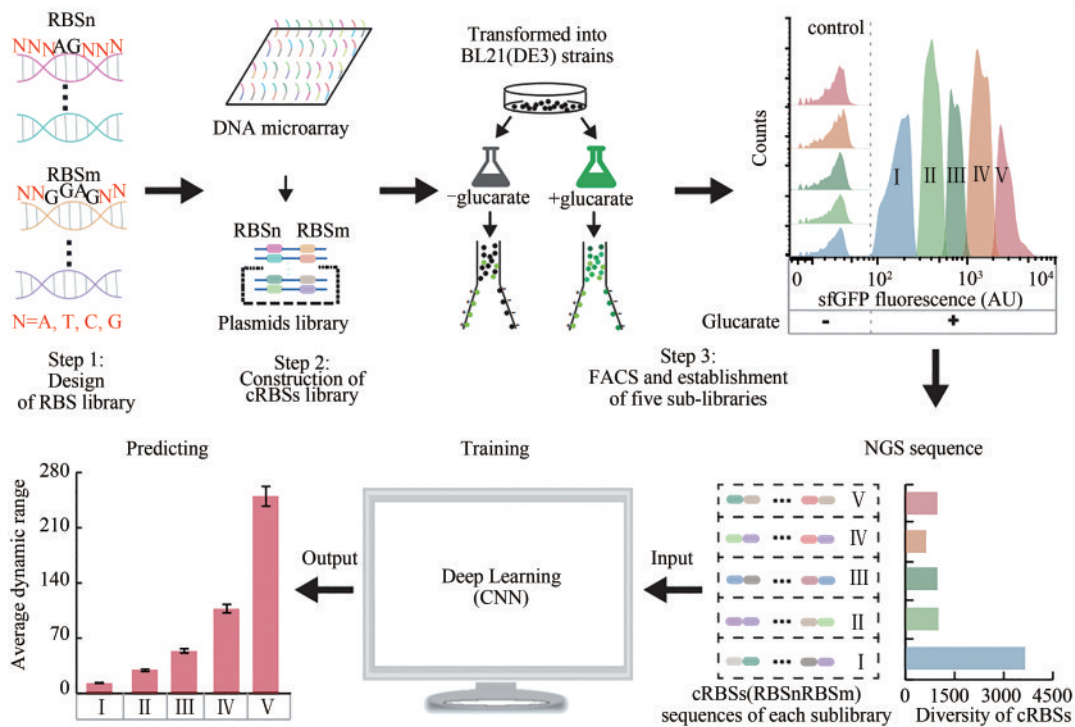 RBSn
NNNAGNNN
RBSm
NNGGAGNN
N=A, T, C, G
Step 1:
Design
of RBS library
DNA microarray
RBSn RBSm
Plasmids library
Step 2:
Construction of
cRBSs library
Transformed into
BL21(DE3) strains
−glucarate
+glucarate
Step 3:
FACS and establishment
of five sub-libraries
control
Counts
I
II
III
IV
V
0 10² 10³ 10⁴
sfGFP fluorescence (AU)
Glucarate - +
Predicting
Average dynamic range
280
210
140
70
0
I II III IV V
Output
Training
Deep Learning
(CNN)
Input
NGS sequence
V
IV
III
II
I
cRBSs(RBSnRBSm)
sequences of each sublibrary
0 1500 3000 4500
Diversity of cRBSs